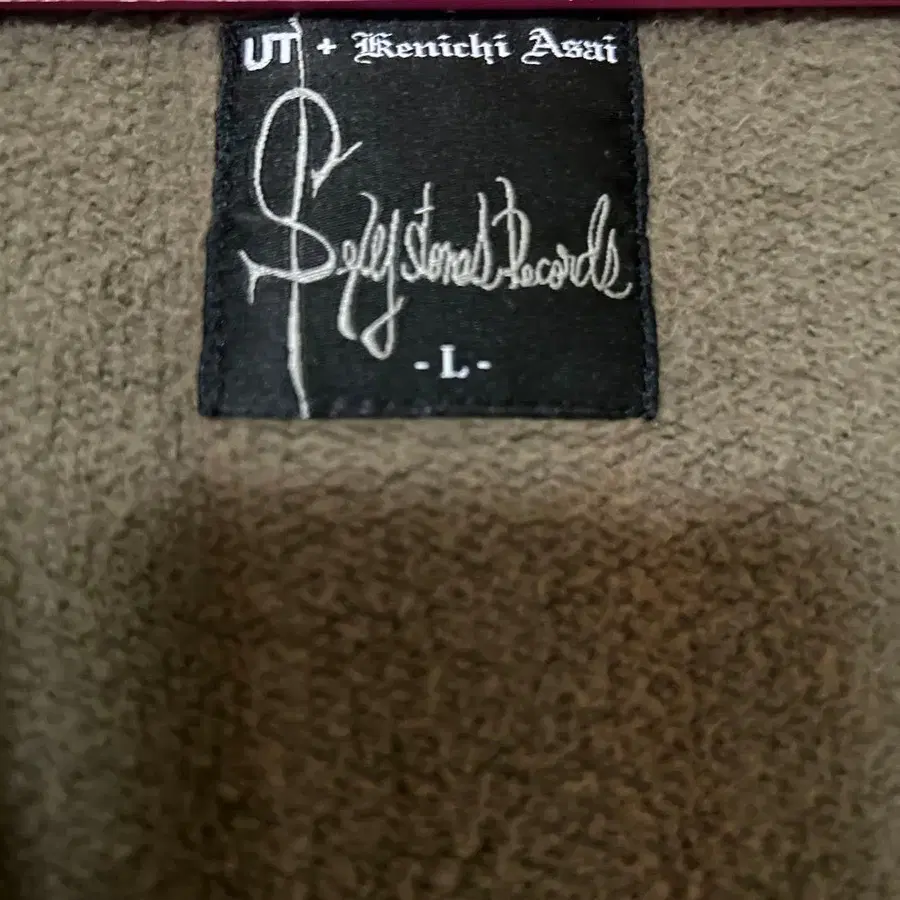 UT + Kenichi Asai
Sexy Stones Records
- L -